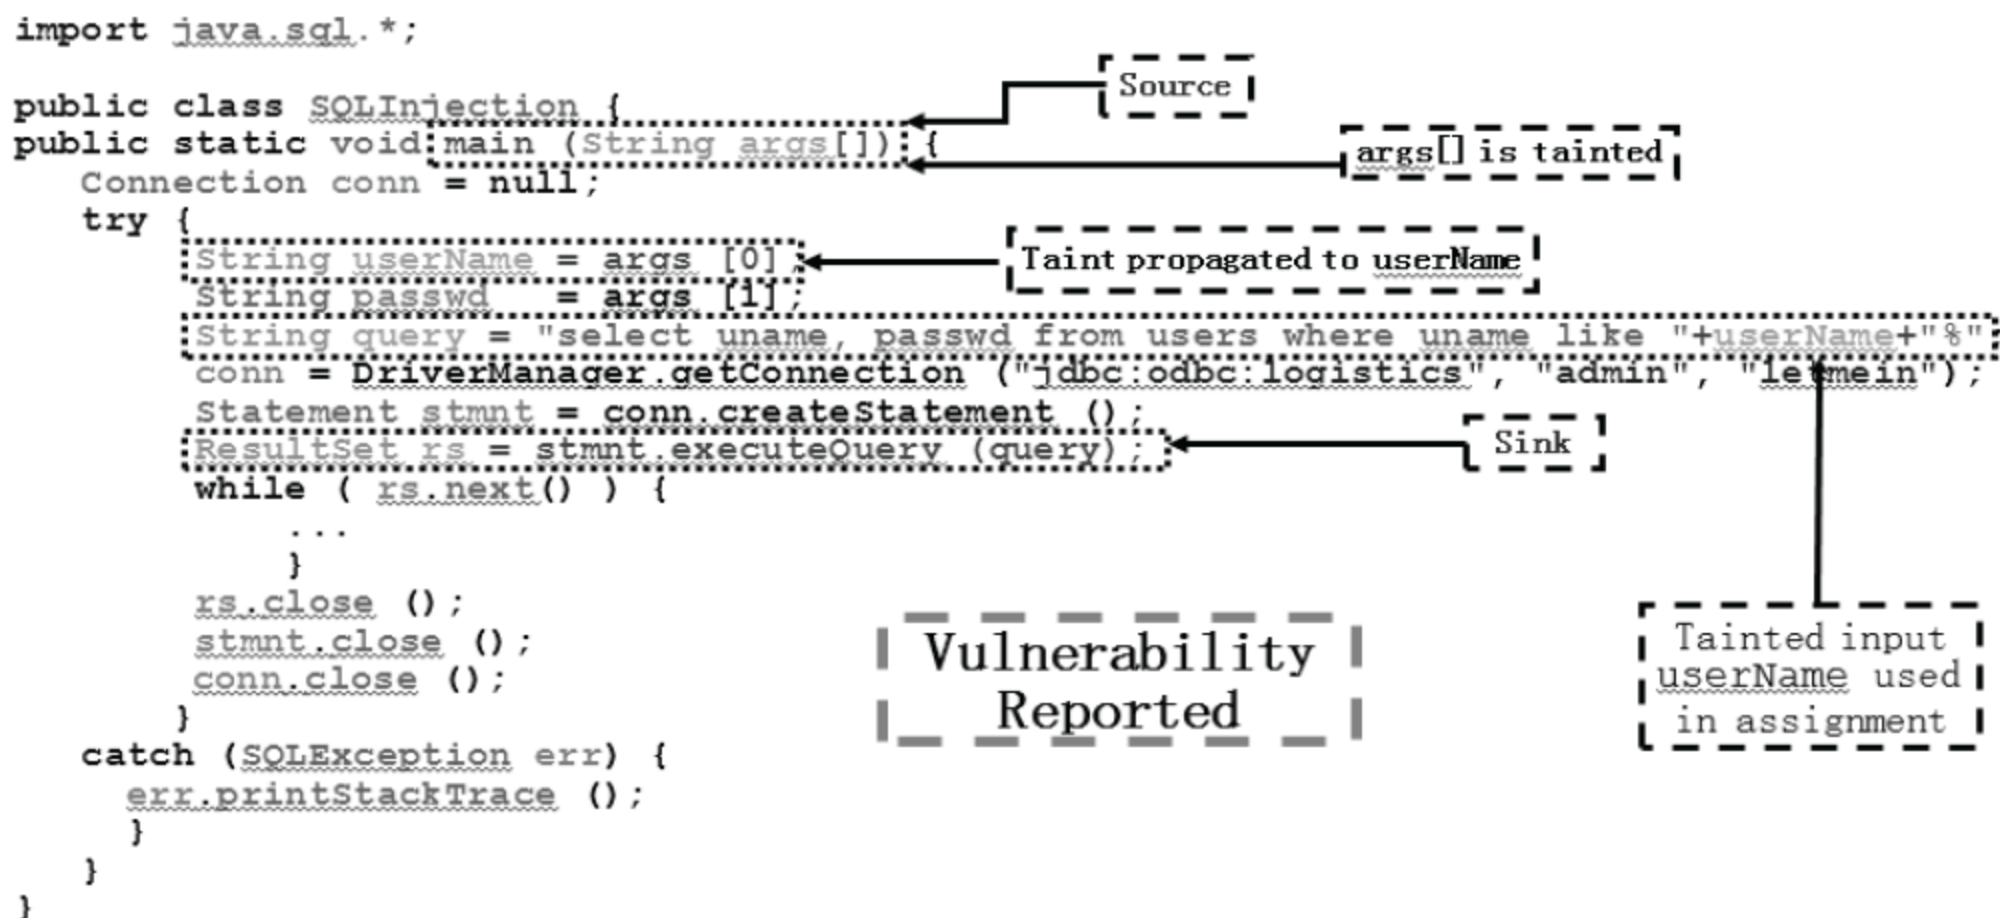 import java.sql.*;
Source
public class SQLInjection {
public static void main (String args[]) {
args[] is tainted
Connection conn = null;
try {
String userName = args [0];
Taint propagated to userName
String passwd = args [1];
String query = "select uname, passwd from users where uname like "+userName+"%";
conn = DriverManager.getConnection ("jdbc:odbc:logistics", "admin", "letmein");
Statement stmnt = conn.createStatement ();
ResultSet rs = stmnt.executeQuery (query);
Sink
while ( rs.next() ) {
...
}
rs.close ();
stmnt.close ();
conn.close ();
}
Vulnerability
Reported
Tainted input
userName used
in assignment
catch (SQLException err) {
err.printStackTrace ();
}
}
}